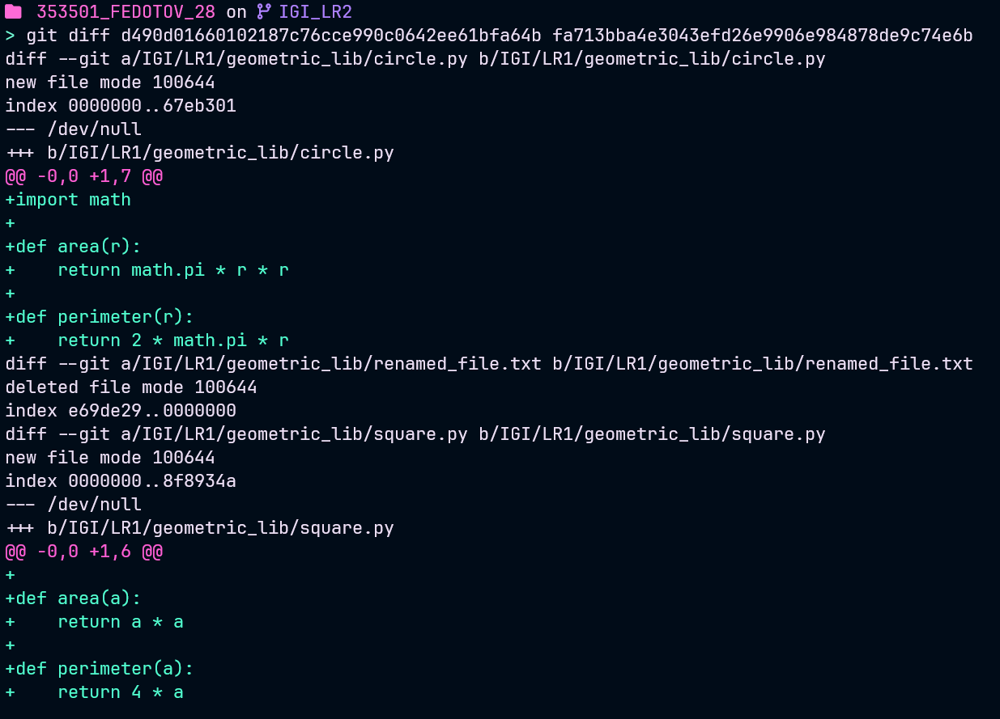 353501_FEDOTOV_28 on IGI_LR2
> git diff d490d01660102187c76cce990c0642ee61bfa64b fa713bba4e3043efd26e9906e984878de9c74e6b
diff --git a/IGI/LR1/geometric_lib/circle.py b/IGI/LR1/geometric_lib/circle.py
new file mode 100644
index 0000000..67eb301
--- /dev/null
+++ b/IGI/LR1/geometric_lib/circle.py
@@ -0,0 +1,7 @@
+import math
+
+def area(r):
+    return math.pi * r * r
+
+def perimeter(r):
+    return 2 * math.pi * r
diff --git a/IGI/LR1/geometric_lib/renamed_file.txt b/IGI/LR1/geometric_lib/renamed_file.txt
deleted file mode 100644
index e69de29..0000000
diff --git a/IGI/LR1/geometric_lib/square.py b/IGI/LR1/geometric_lib/square.py
new file mode 100644
index 0000000..8f8934a
--- /dev/null
+++ b/IGI/LR1/geometric_lib/square.py
@@ -0,0 +1,6 @@
+
+def area(a):
+    return a * a
+
+def perimeter(a):
+    return 4 * a